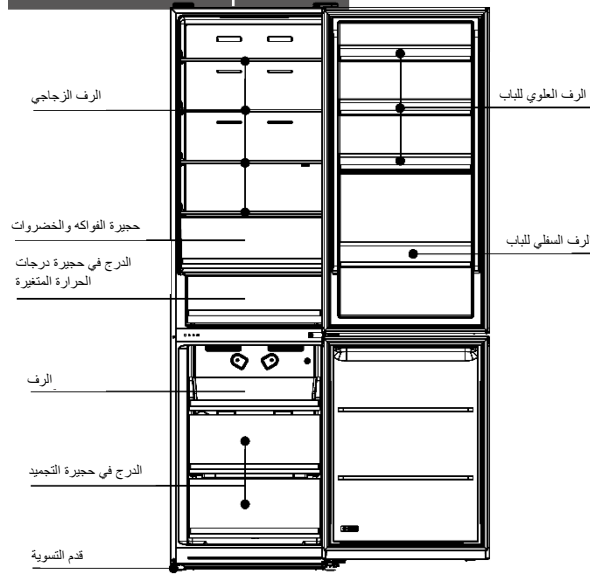 الرف العلوي للباب
الرف الزجاجي
حجيرة الفواكه والخضروات
لرف السفلي للباب
الدرج في حجيرة درجات
الحرارة المتغيرة
الرف
الدرج في حجيرة التجميد
قدم التسوية